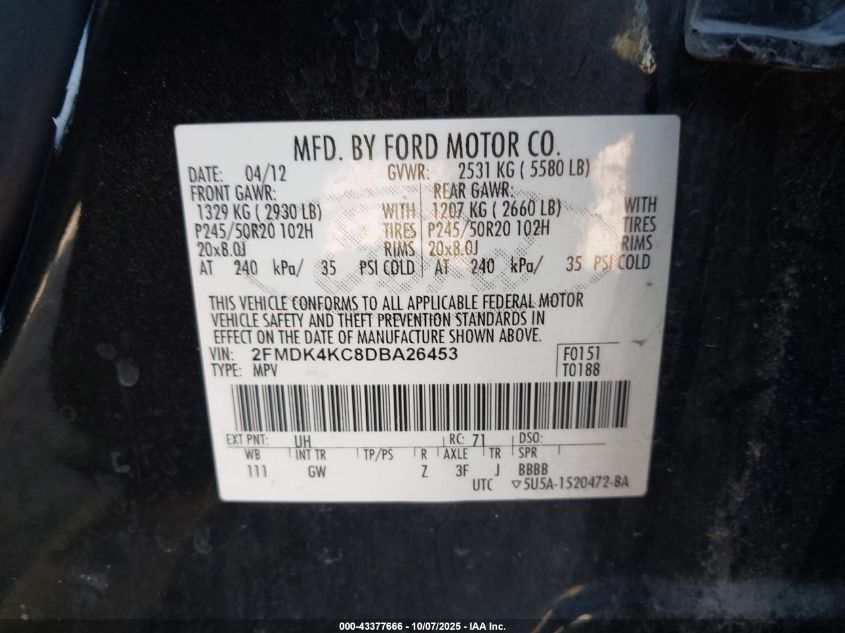 MFD. BY FORD MOTOR CO.
DATE: 04/12 GVWR: 2531 KG ( 5580 LB)
FRONT GAWR: REAR GAWR:
1329 KG ( 2930 LB) WITH 1207 KG ( 2660 LB) WITH
P245/50R20 102H TIRES P245/50R20 102H TIRES
20x8.0J RIMS 20x8.0J RIMS
AT 240 kPa/ 35 PSI COLD AT 240 kPa/ 35 PSI COLD
THIS VEHICLE CONFORMS TO ALL APPLICABLE FEDERAL MOTOR
VEHICLE SAFETY AND THEFT PREVENTION STANDARDS IN
EFFECT ON THE DATE OF MANUFACTURE SHOWN ABOVE.
VIN: 2FMDK4KC8DBA26453 F0151
TYPE: MPV T0188
EXT PNT: UH RC: 71 DSO:
WB INT TR TP/PS R AXLE TR SPR
111 GW Z 3F J BBBB
UTC ▽5U5A-1520472-BA
000-43377666 - 10/07/2025 - IAA Inc.